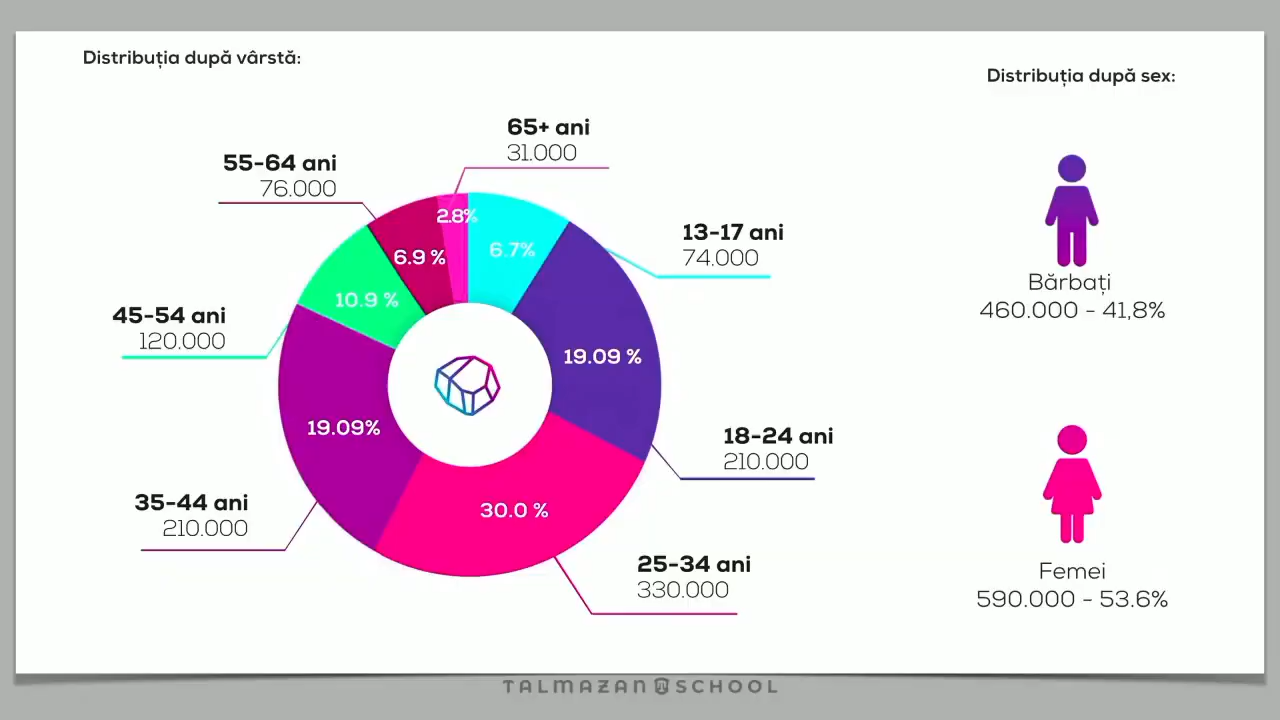 Distribuția după vârstă:
Distribuția după sex:
65+ ani
31.000
55-64 ani
76.000
2.8%
13-17 ani
74.000
6.7%
6.9 %
10.9 %
45-54 ani
120.000
19.09 %
19.09%
18-24 ani
210.000
35-44 ani
210.000
30.0 %
25-34 ani
330.000
Bărbați
460.000 - 41,8%
Femei
590.000 - 53.6%
TALMAZAN SCHOOL